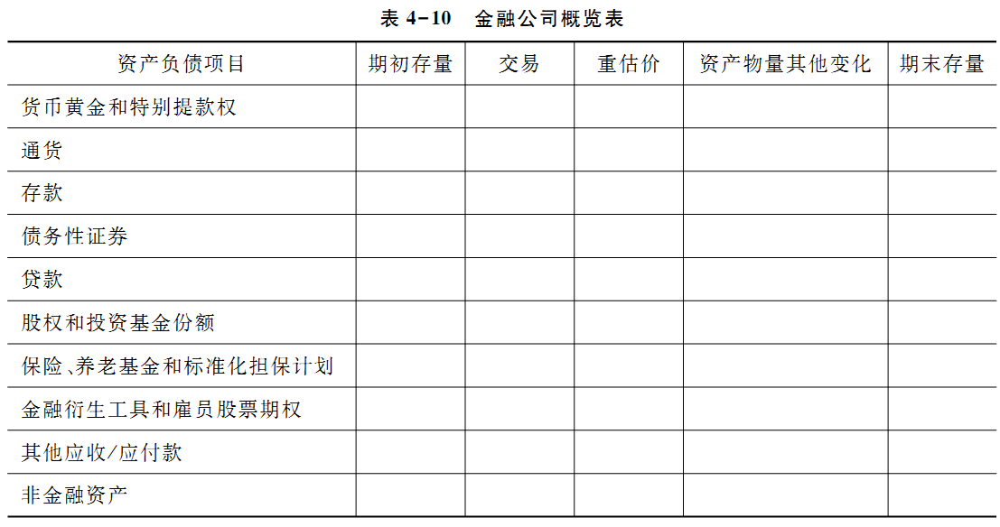 表 4-10 金融公司概览表
资产负债项目 期初存量 交易 重估价 资产物量其他变化 期末存量
货币黄金和特别提款权
通货
存款
债务性证券
贷款
股权和投资基金份额
保险、养老基金和标准化担保计划
金融衍生工具和雇员股票期权
其他应收/应付款
非金融资产